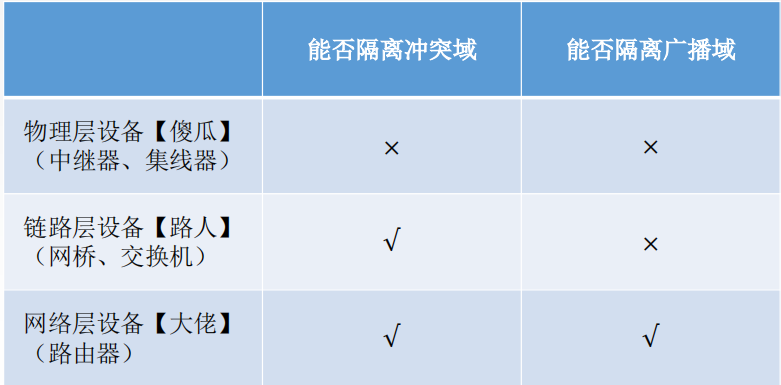 能否隔离冲突域 能否隔离广播域
物理层设备【傻瓜】
（中继器、集线器）
× ×
链路层设备【路人】
（网桥、交换机）
√ ×
网络层设备【大佬】
（路由器）
√ √